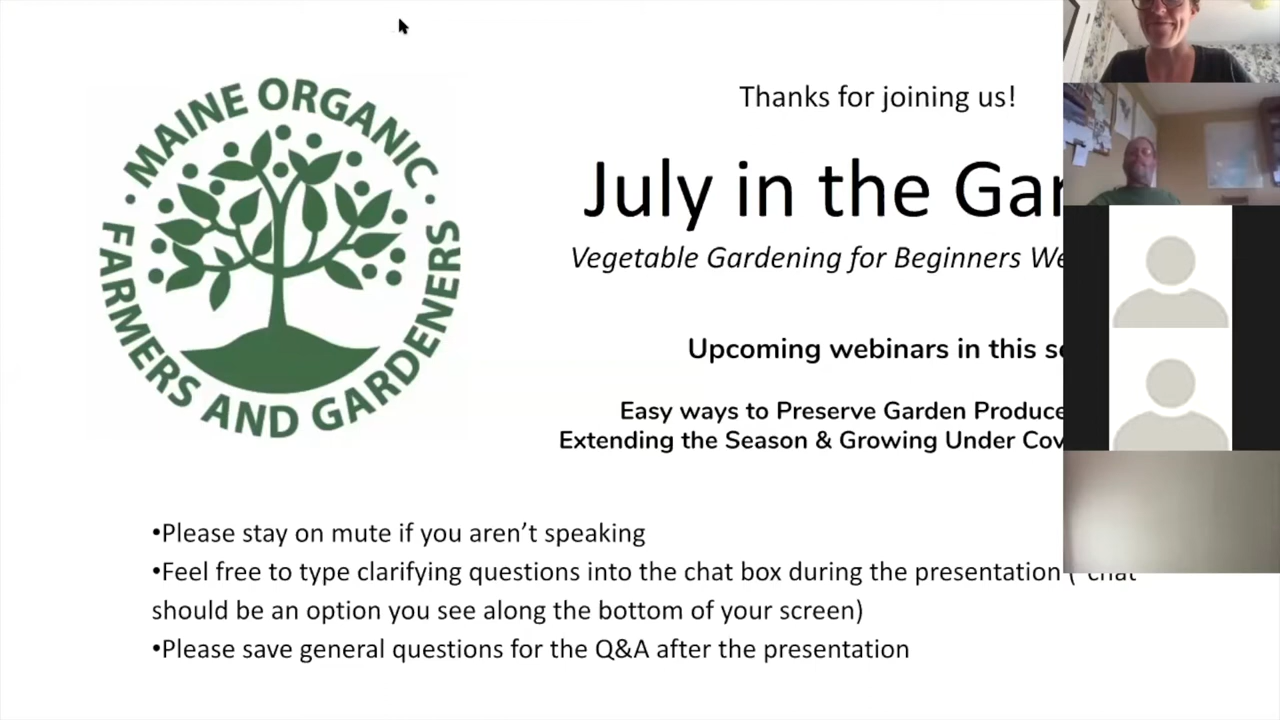 MAINE ORGANIC
FARMERS AND GARDENERS
Thanks for joining us!
July in the Gar
Vegetable Gardening for Beginners We
Upcoming webinars in this se
Easy ways to Preserve Garden Produce
Extending the Season & Growing Under Cov
•Please stay on mute if you aren't speaking
•Feel free to type clarifying questions into the chat box during the presentation ( chat
should be an option you see along the bottom of your screen)
•Please save general questions for the Q&A after the presentation